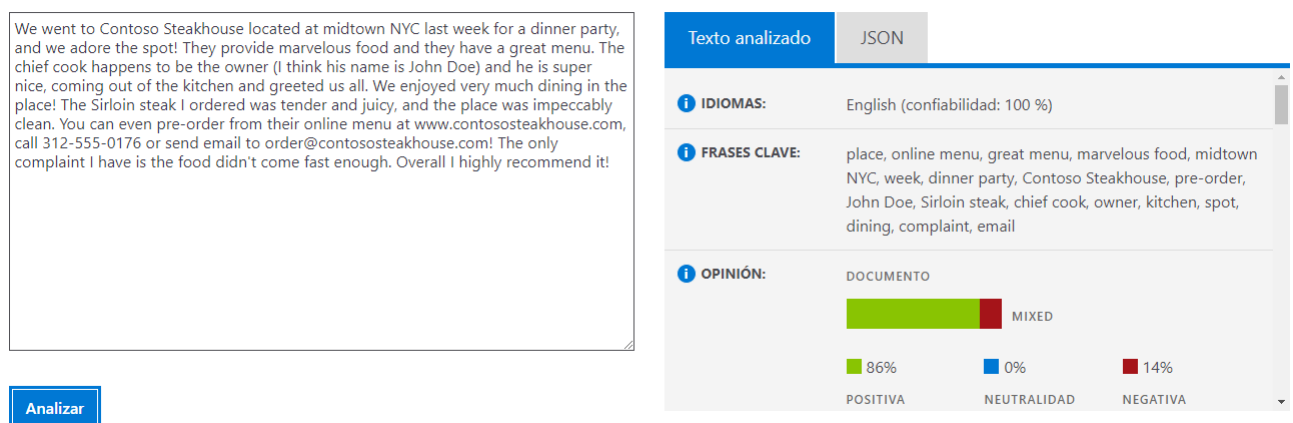 We went to Contoso Steakhouse located at midtown NYC last week for a dinner party,
and we adore the spot! They provide marvelous food and they have a great menu. The
chief cook happens to be the owner (I think his name is John Doe) and he is super
nice, coming out of the kitchen and greeted us all. We enjoyed very much dining in the
place! The Sirloin steak I ordered was tender and juicy, and the place was impeccably
clean. You can even pre-order from their online menu at www.contososteakhouse.com,
call 312-555-0176 or send email to order@contososteakhouse.com! The only
complaint I have is the food didn't come fast enough. Overall I highly recommend it!
Analizar
Texto analizado
JSON
IDIOMAS:
English (confiabilidad: 100 %)
FRASES CLAVE:
place, online menu, great menu, marvelous food, midtown
NYC, week, dinner party, Contoso Steakhouse, pre-order,
John Doe, Sirloin steak, chief cook, owner, kitchen, spot,
dining, complaint, email
OPINIÓN:
DOCUMENTO
MIXED
86%
0%
14%
POSITIVA
NEUTRALIDAD
NEGATIVA